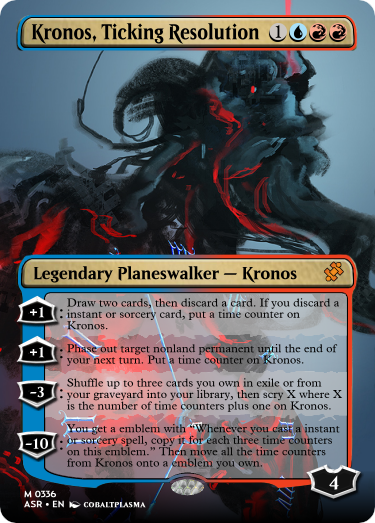 Kronos, Ticking Resolution 1
Legendary Planeswalker — Kronos
+1: Draw two cards, then discard a card. If you discard a
instant or sorcery card, put a time counter on
Kronos.
+1: Phase out target nonland permanent until the end of
your next turn. Put a time counter on Kronos.
-3: Shuffle up to three cards you own in exile or from
your graveyard into your library, then scry X where X
is the number of time counters plus one on Kronos.
-10: You get a emblem with “Whenever you cast a instant
or sorcery spell, copy it for each three time counters
on this emblem.” Then move all the time counters
from Kronos onto a emblem you own.
4
M 0336
ASR • EN COBALTPLASMA